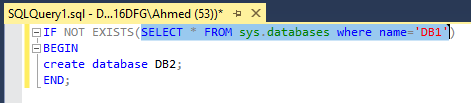 SQLQuery1.sql - D...16DFG\Ahmed (53))*
IF NOT EXISTS(SELECT * FROM sys.databases where name='DB1')
BEGIN
create database DB2;
END;